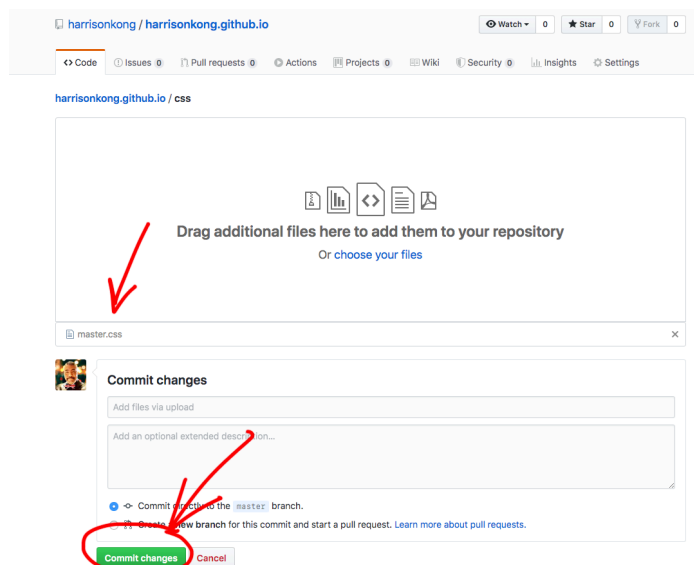 harrisonkong / harrisonkong.github.io
Watch 0 Star 0 Fork 0
Code Issues 0 Pull requests 0 Actions Projects 0 Wiki Security 0 Insights Settings
harrisonkong.github.io / css
Drag additional files here to add them to your repository
Or choose your files
master.css
Commit changes
Add files via upload
Add an optional extended description...
Commit directly to the master branch.
Create a new branch for this commit and start a pull request. Learn more about pull requests.
Commit changes Cancel